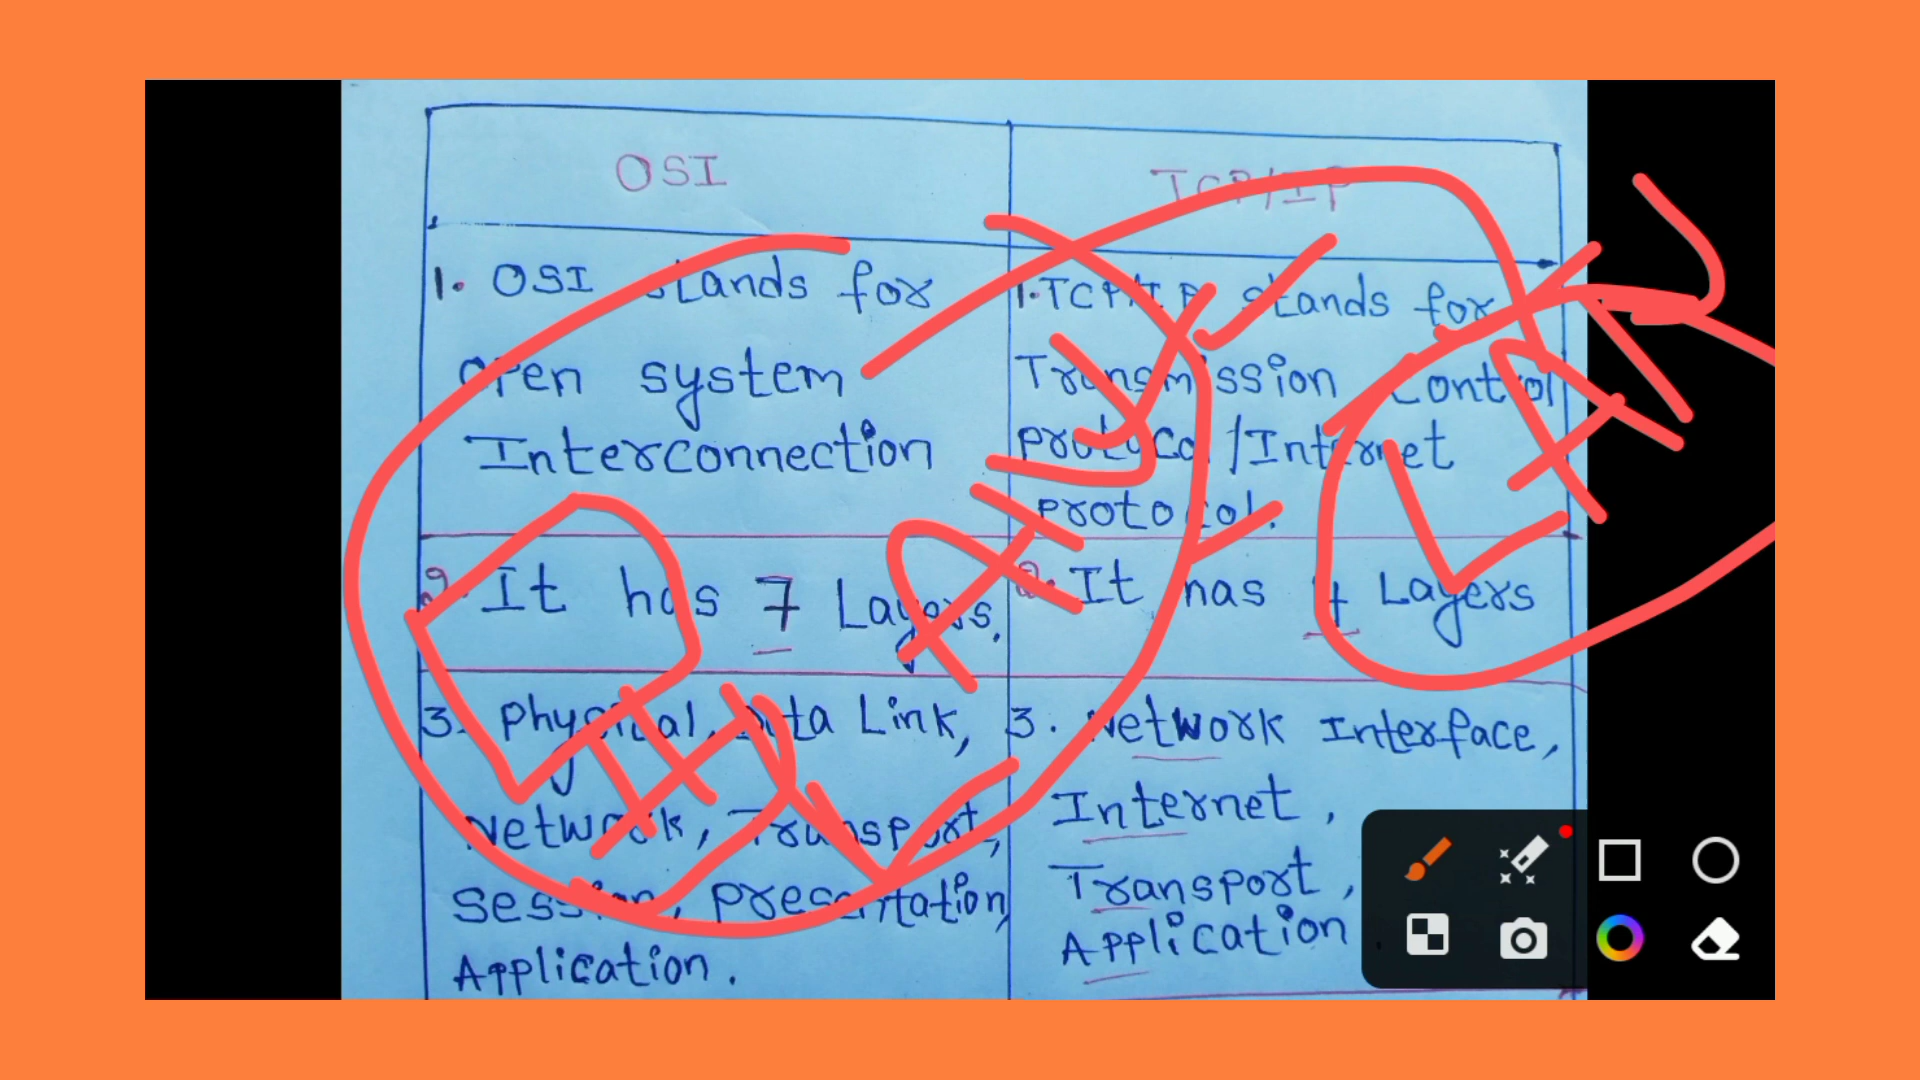 OSI
TCP/IP
1. OSI stands for
open system
Interconnection
1. TCP/IP stands for
Transmission Control
protocol/Internet
protocol.
2. It has 7 Layers.
2. It has 4 Layers
3. Physical, Data Link,
Network, Transport,
Session, Presentation,
Application.
3. Network Interface,
Internet,
Transport,
Application